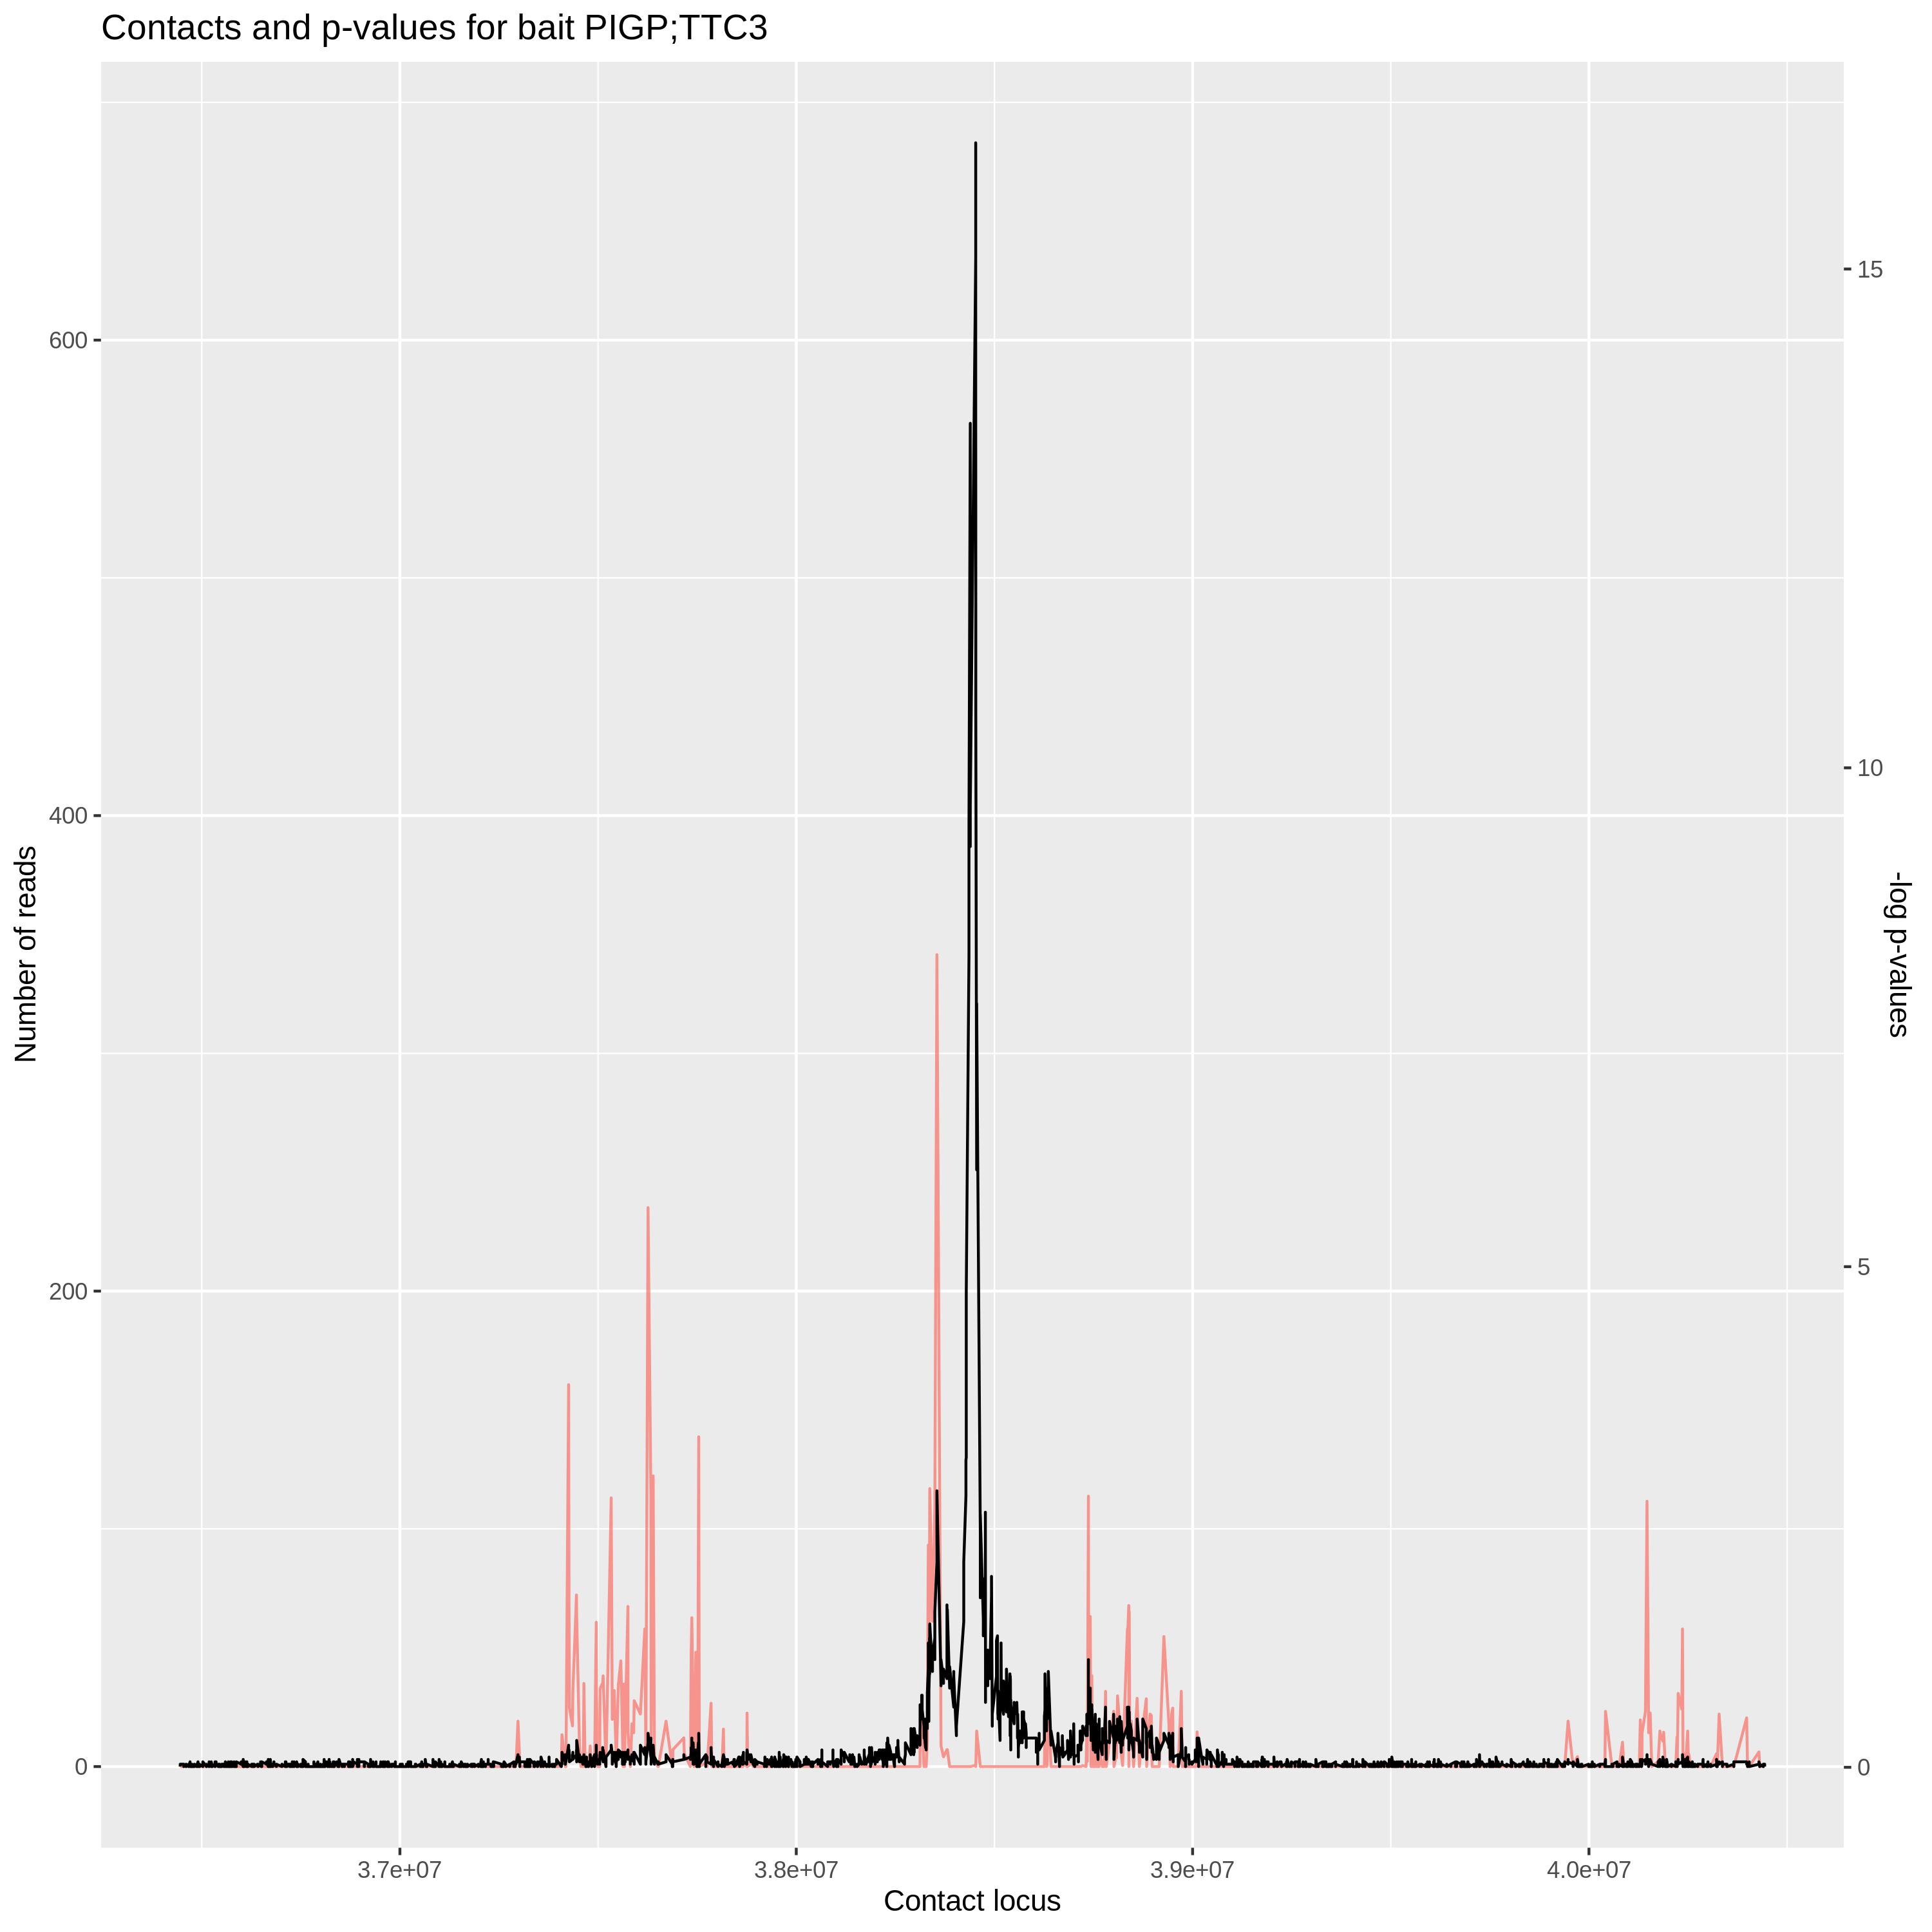 Contacts and p-values for bait PIGP;TTC3
Number of reads
600
400
200
0
15
10
5
0
-log p-values
3.7e+07
3.8e+07
3.9e+07
4.0e+07
Contact locus